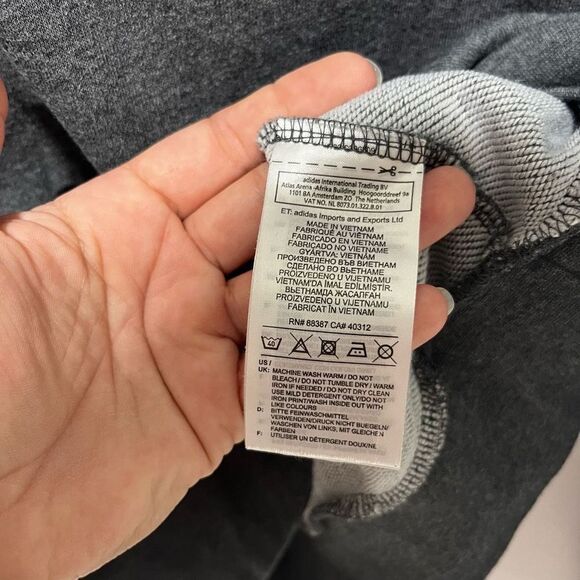 adidas International Trading BV
Atlas Arena -Afrika Building Hoogoorddreef 9a
1101 BA Amsterdam ZO The Netherlands
VAT NO. NL 8073.01.322.B.01
ET: adidas Imports and Exports Ltd
MADE IN VIETNAM
FABRIQUÉ AU VIÊTNAM
FABRICADO EN VIETNAM
FABRICADO NO VIETNAME
GYÁRTVA: VIETNAM
ПРОИЗВЕДЕНО ВЪВ ВИЕТНАМ
СДЕЛАНО ВО ВЬЕТНАМЕ
PROIZVEDENO U VIJETNAMU
VIETNAM'DA İMAL EDİLMİŞTİR.
ВЬЕТНАМДА ЖАСАЛҒАН
PROIZVEDENO U VIJETNAMU
FABRICAT ÎN VIETNAM
RN# 88387 CA# 40312
40
US /
UK: MACHINE WASH WARM / DO NOT
BLEACH / DO NOT TUMBLE DRY / WARM
IRON IF NEEDED / DO NOT DRY CLEAN
USE MILD DETERGENT ONLY/DO NOT
IRON PRINT/WASH INSIDE OUT WITH
LIKE COLOURS
D: BITTE FEINWASCHMITTEL
VERWENDEN/DRUCK NICHT BUEGELN/
WASCHEN VON LINKS, MIT GLEICHEN
FARBEN
F: UTILISER UN DÉTERGENT DOUX/NE